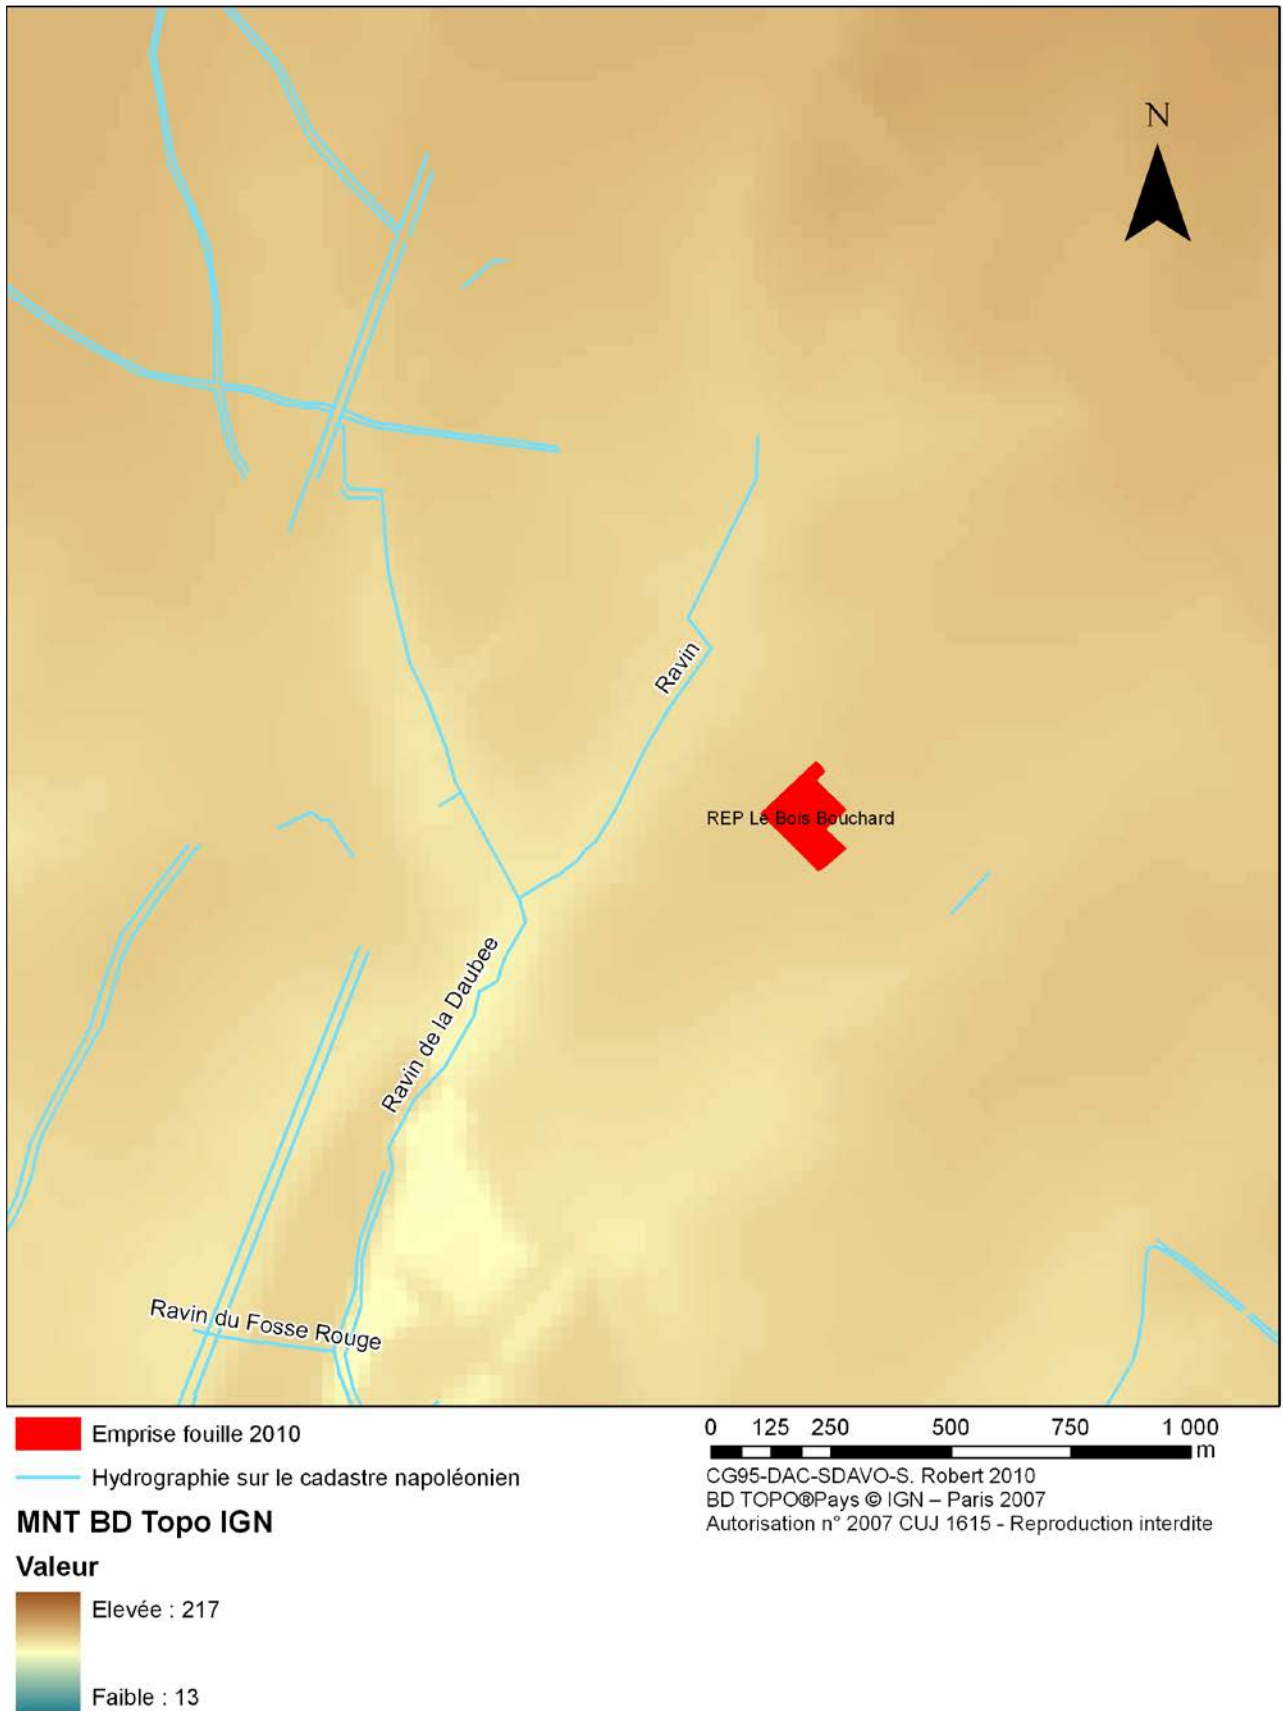 N
Ravin
REP Le Bois Bouchard
Ravin de la Daubee
Ravin du Fosse Rouge
Emprise fouille 2010
Hydrographie sur le cadastre napoléonien
MNT BD Topo IGN
Valeur
Elevée : 217
Faible : 13
0 125 250 500 750 1 000
m
CG95-DAC-SDAVO-S. Robert 2010
BD TOPO®Pays © IGN – Paris 2007
Autorisation n° 2007 CUJ 1615 - Reproduction interdite